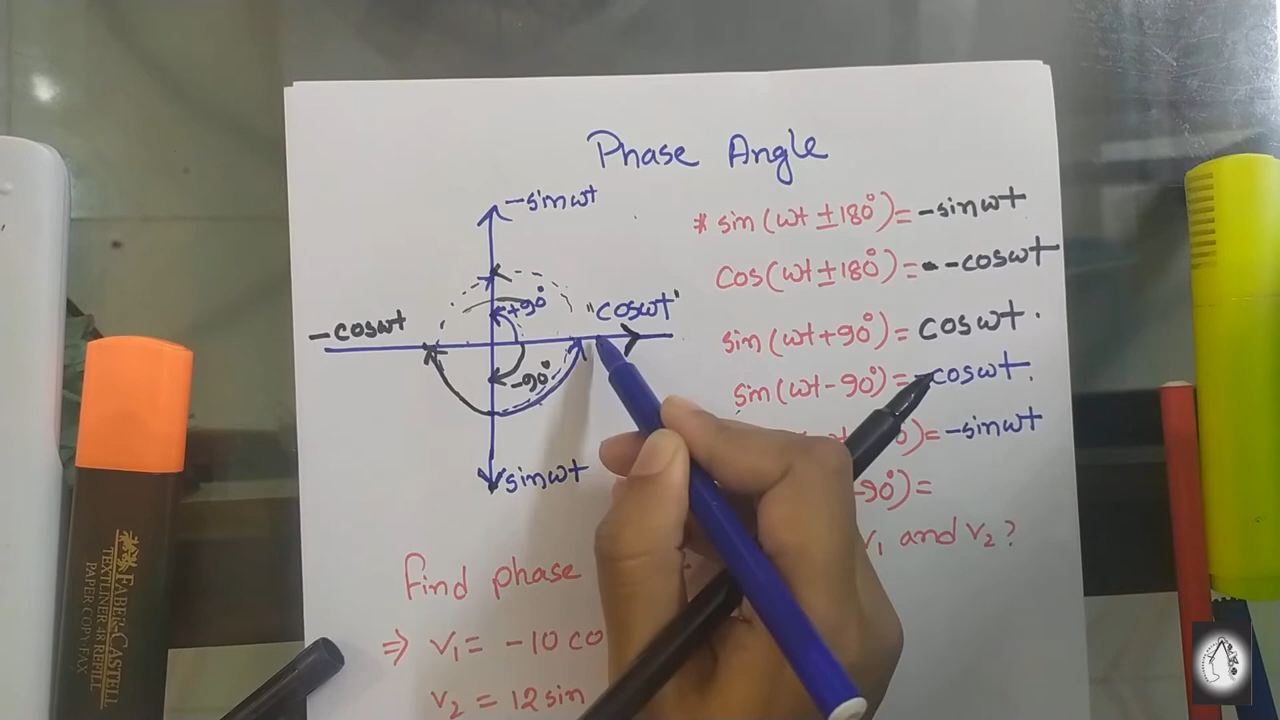 Phase Angle
-sinωt
+90°
"cosωt"
-cosωt
-90°
sinωt
* sin(ωt ± 180°) = -sinωt
cos(ωt ± 180°) = -cosωt
sin(ωt+90°) = cosωt.
sin(ωt-90°) = -cosωt.
)= -sinωt
-90°)=
Find phase
v₁ and v₂?
⇒ v₁ = -10 co
v₂ = 12 sin
FABER-CASTELL
TEXTLINER 48 REFILL
PAPER·COPY·FAX